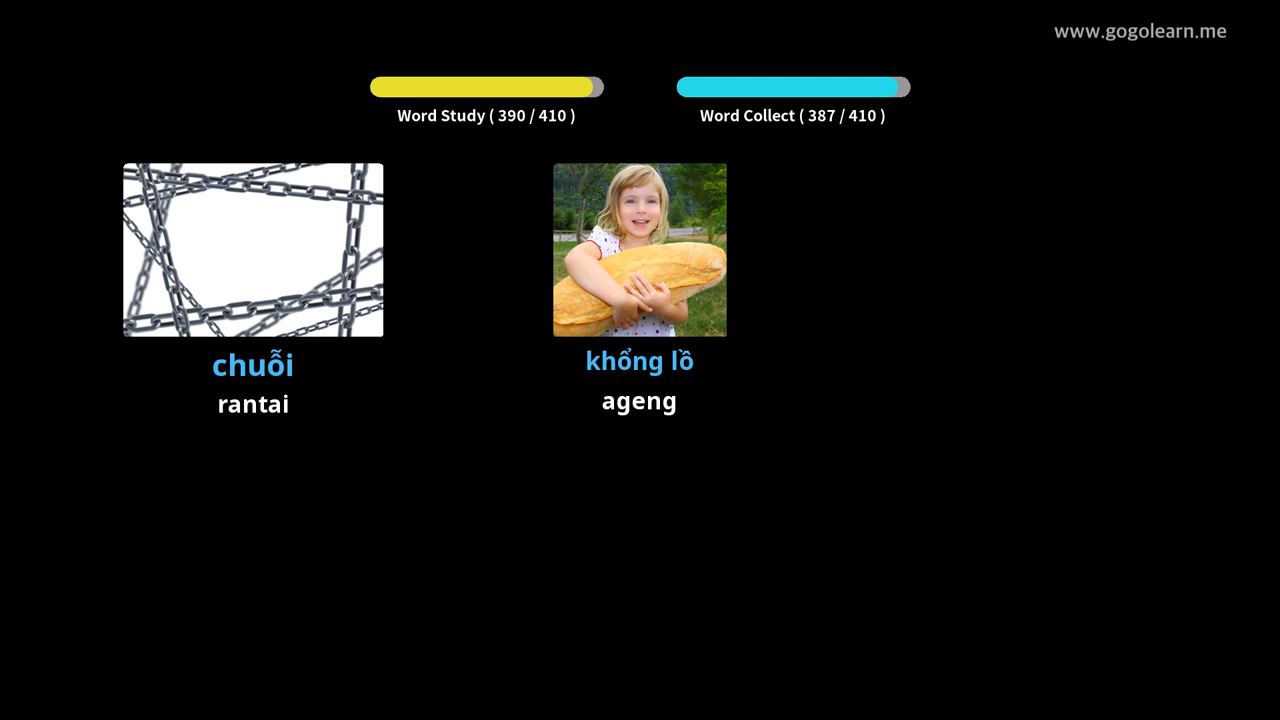 www.gogolearn.me
Word Study ( 390 / 410 )
Word Collect ( 387 / 410 )
chuỗi
rantai
khổng lồ
ageng